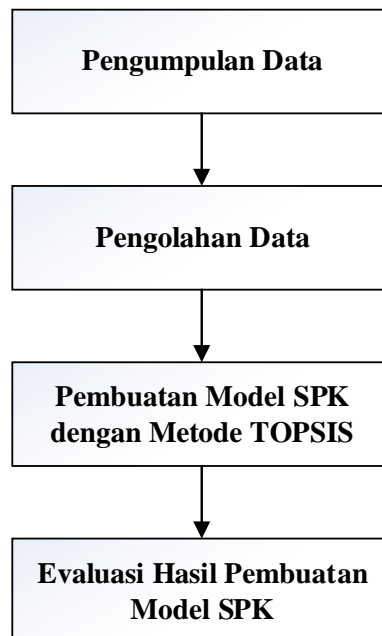 Pengumpulan Data
Pengolahan Data
Pembuatan Model SPK
dengan Metode TOPSIS
Evaluasi Hasil Pembuatan
Model SPK